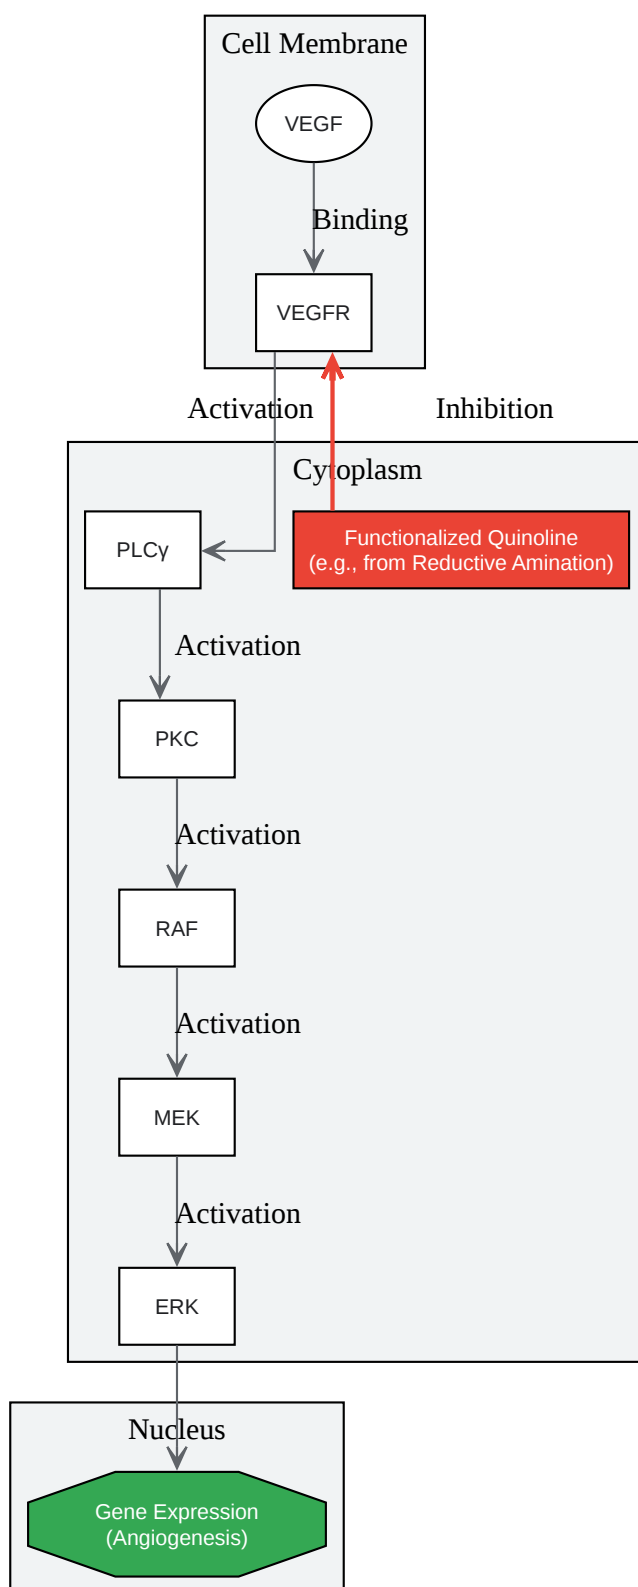 Cell Membrane
VEGF
Binding
VEGFR
Activation
Inhibition
Cytoplasm
PLCγ
Functionalized Quinoline
(e.g., from Reductive Amination)
Activation
PKC
Activation
RAF
Activation
MEK
Activation
ERK
Nucleus
Gene Expression
(Angiogenesis)